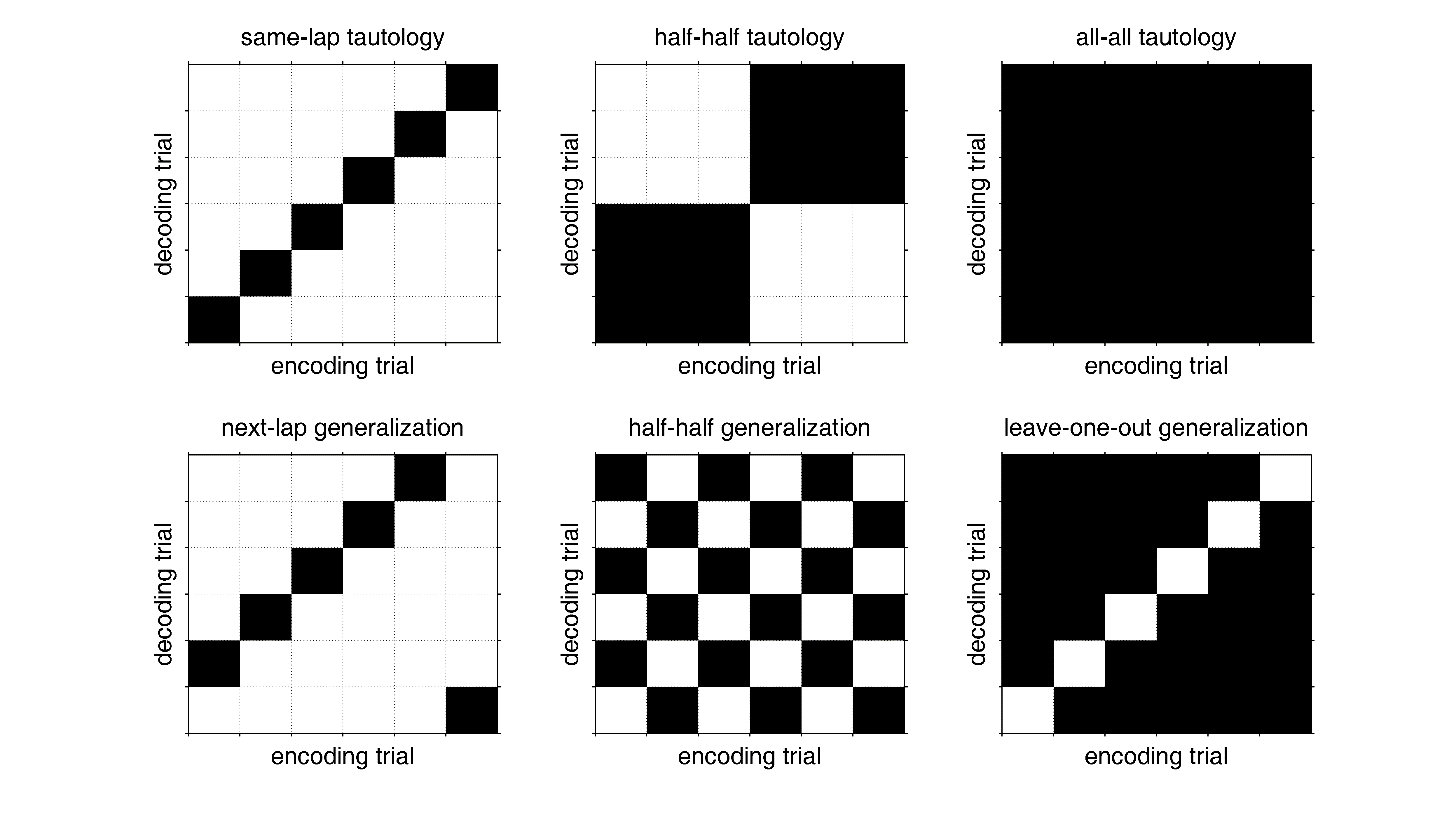 same-lap tautology
half-half tautology
all-all tautology
decoding trial
decoding trial
decoding trial
encoding trial
encoding trial
encoding trial
next-lap generalization
half-half generalization
leave-one-out generalization
decoding trial
decoding trial
decoding trial
encoding trial
encoding trial
encoding trial